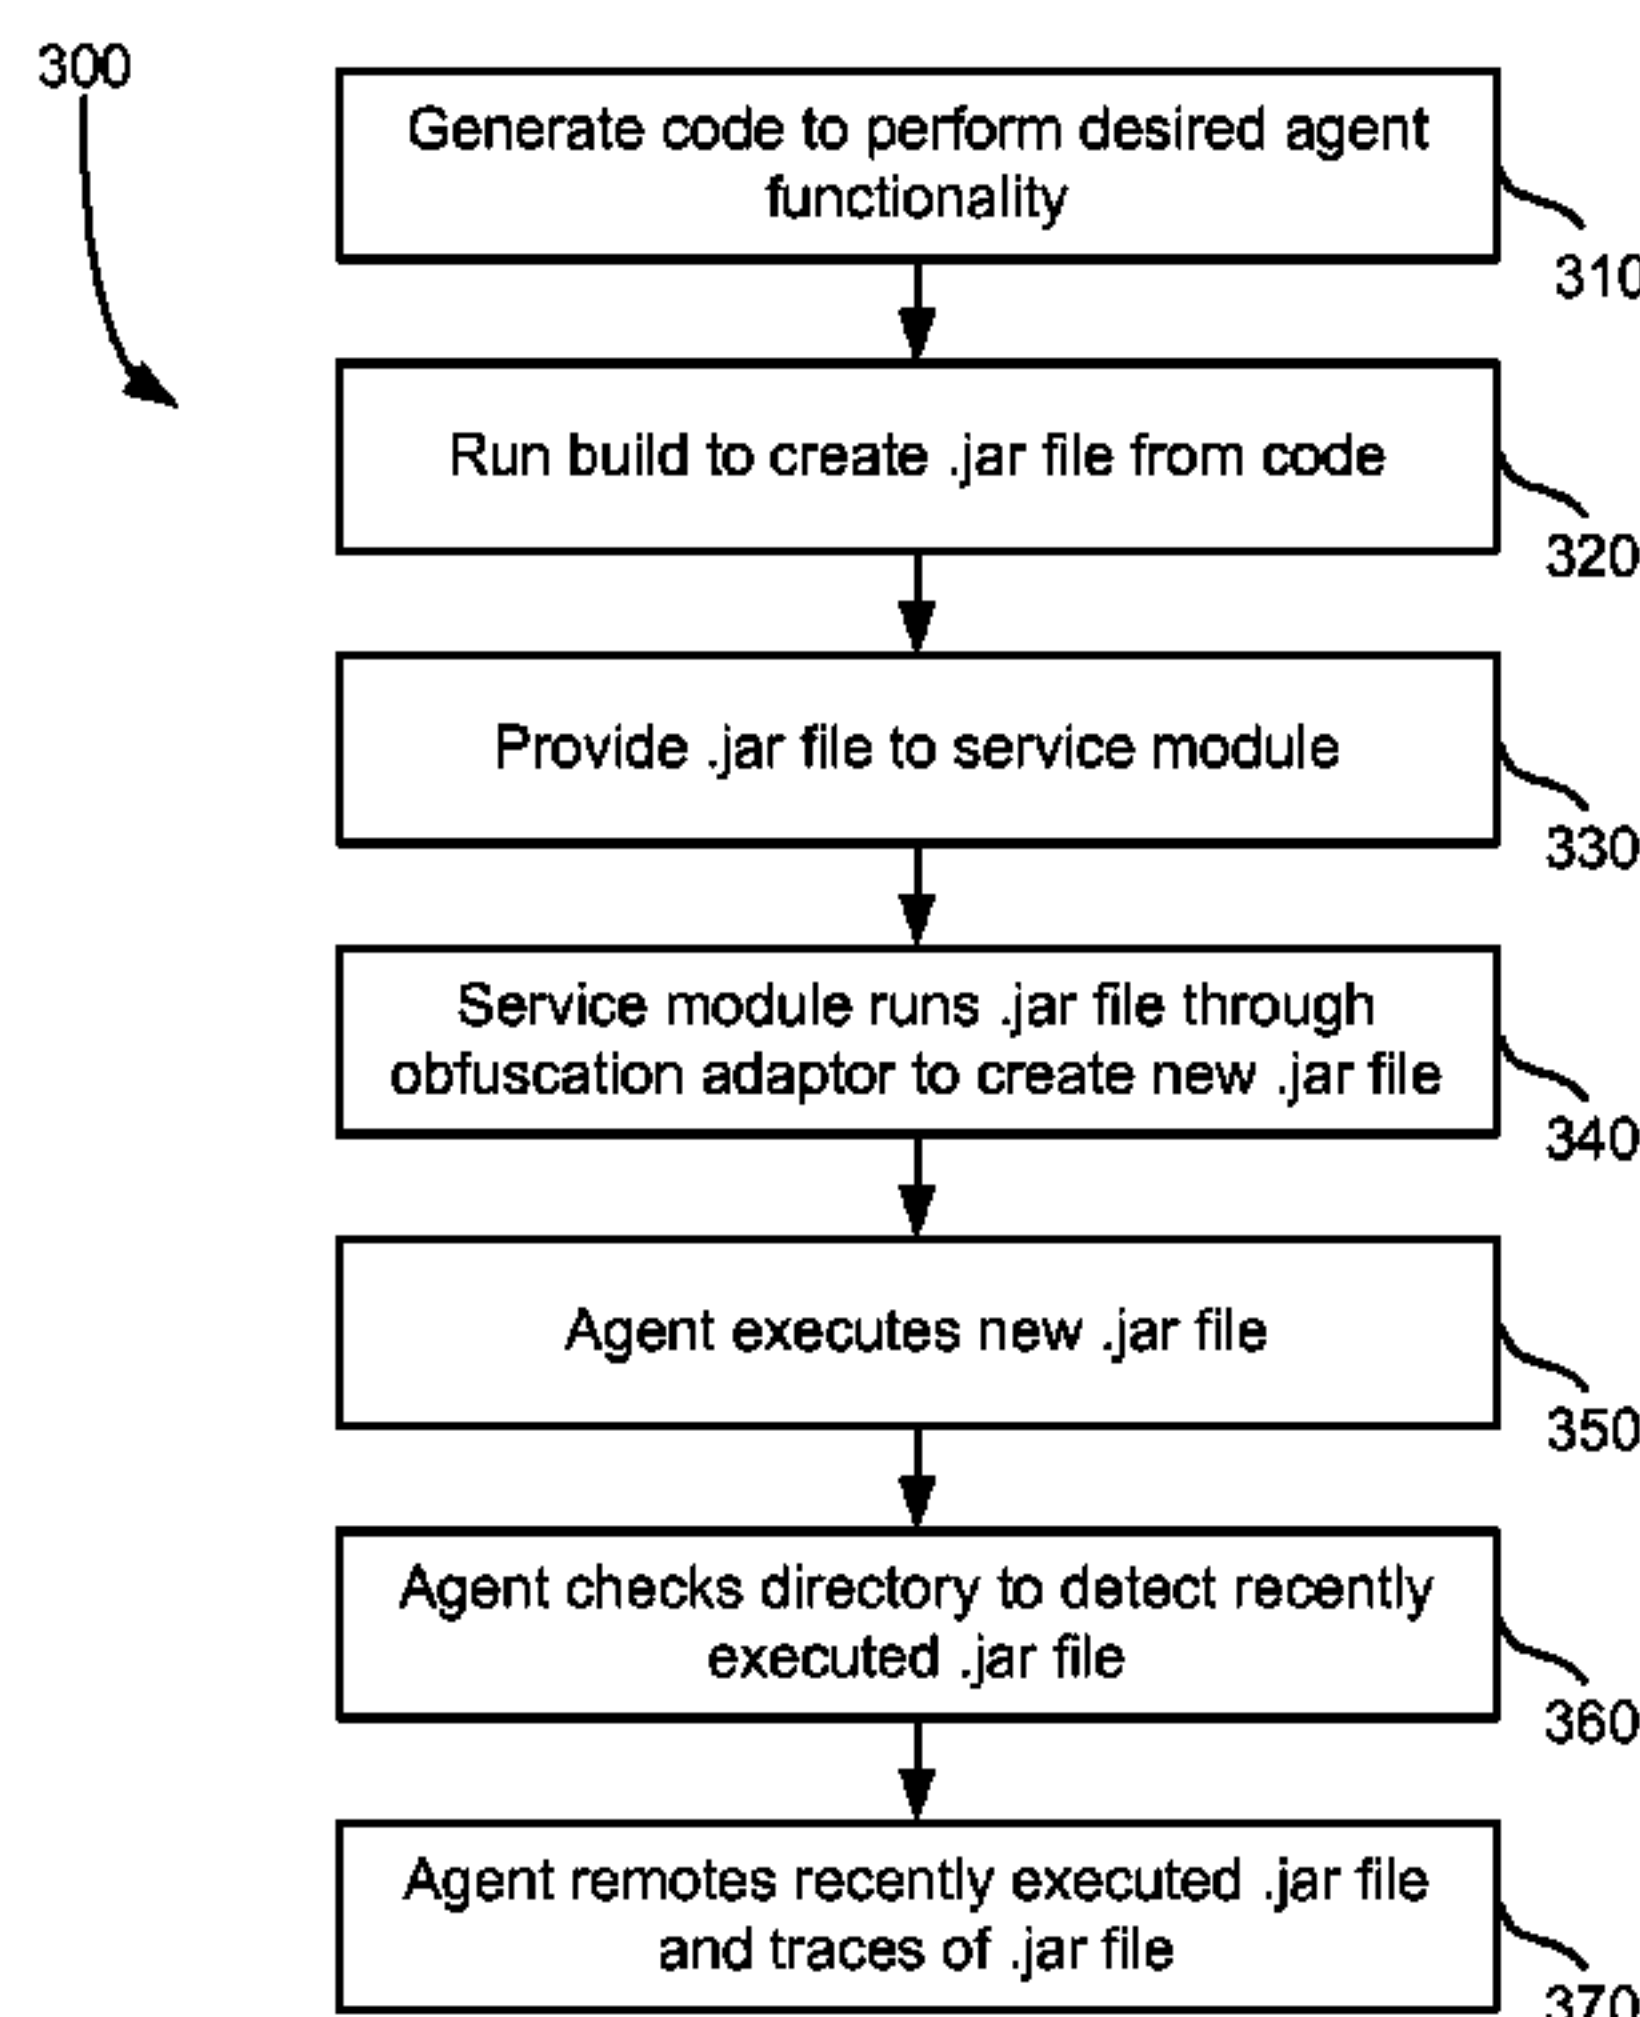 300
Generate code to perform desired agent
functionality
310
Run build to create .jar file from code
320
Provide .jar file to service module
330
Service module runs .jar file through
obfuscation adaptor to create new .jar file
340
Agent executes new .jar file
350
Agent checks directory to detect recently
executed .jar file
360
Agent remotes recently executed .jar file
and traces of .jar file
370